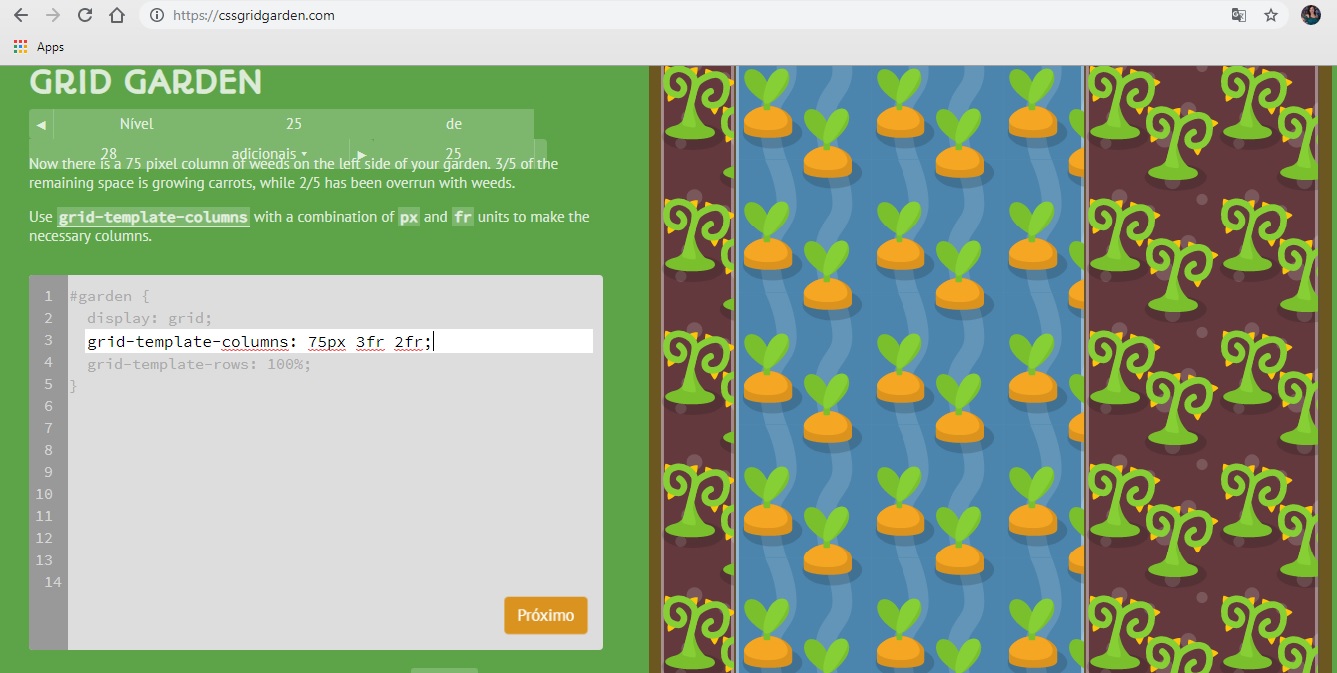 https://cssgridgarden.com
Apps
GRID GARDEN
◀ Nível 25 de
28 adicionais ▾ ▶ 25
Now there is a 75 pixel column of weeds on the left side of your garden. 3/5 of the
remaining space is growing carrots, while 2/5 has been overrun with weeds.
Use grid-template-columns with a combination of px and fr units to make the
necessary columns.
1 #garden {
2 display: grid;
3 grid-template-columns: 75px 3fr 2fr;
4 grid-template-rows: 100%;
5 }
6
7
8
9
10
11
12
13
14
Próximo